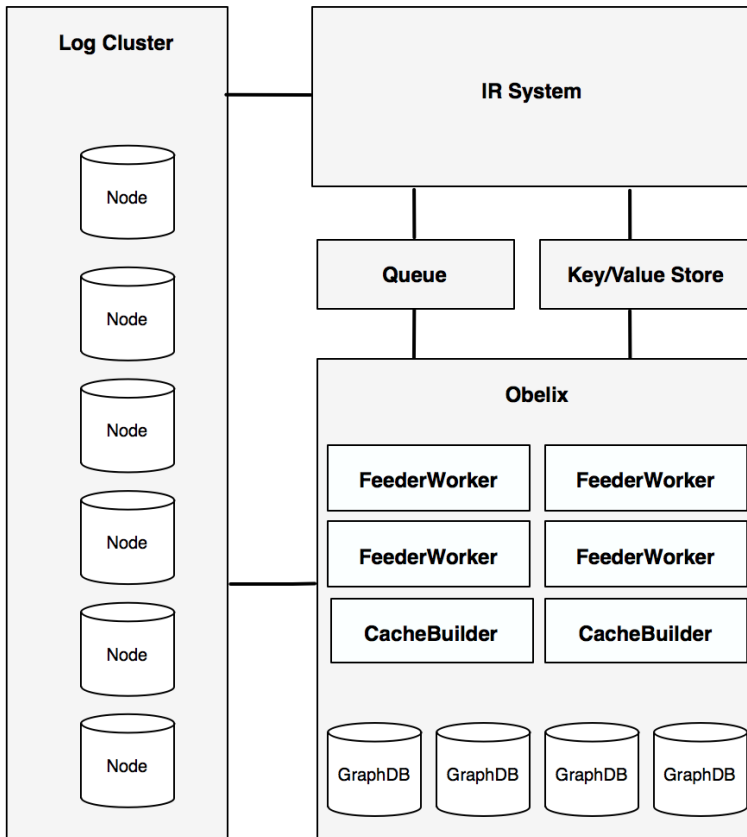 Log Cluster
Node
Node
Node
Node
Node
Node
IR System
Queue
Key/Value Store
Obelix
FeederWorker
FeederWorker
FeederWorker
FeederWorker
CacheBuilder
CacheBuilder
GraphDB
GraphDB
GraphDB
GraphDB